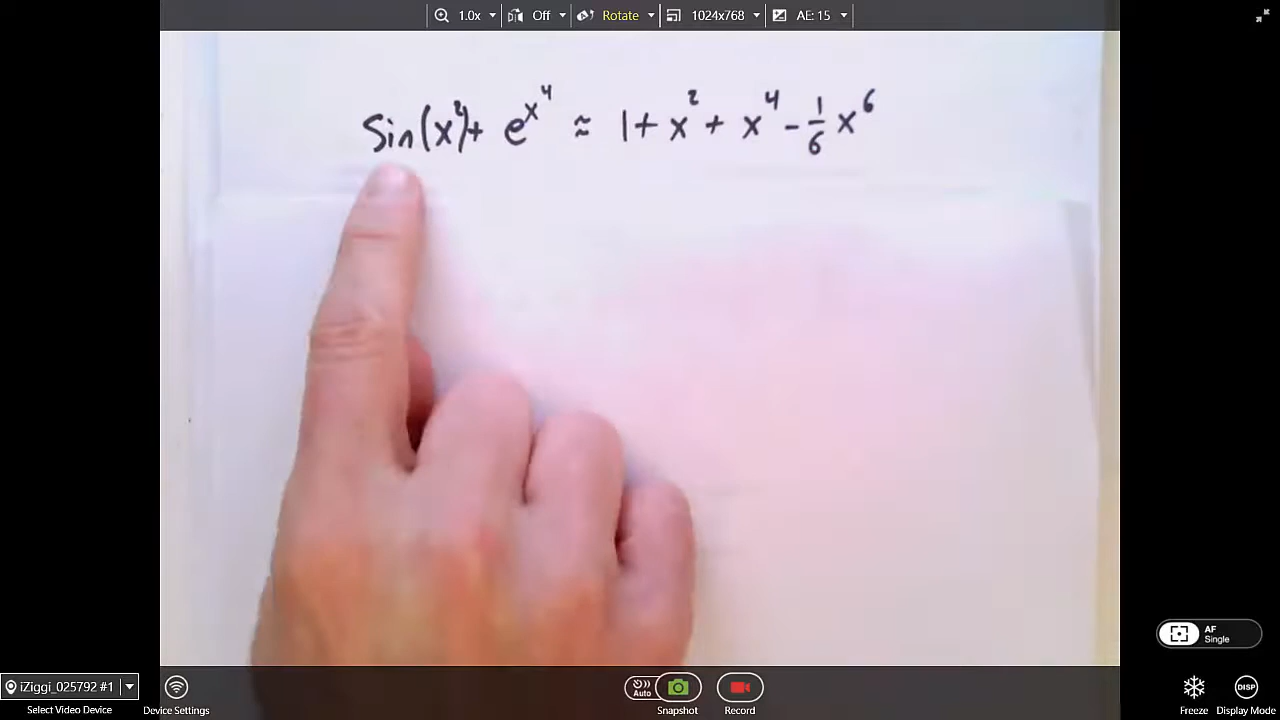 1.0x Off Rotate 1024x768 AE: 15
sin(x²)+ e^{x^4} ≈ 1 + x² + x⁴ - 1/6 x⁶
AF
Single
iZiggi_025792 #1
Select Video Device
Device Settings
Auto
Snapshot
Record
Freeze
DISP
Display Mode